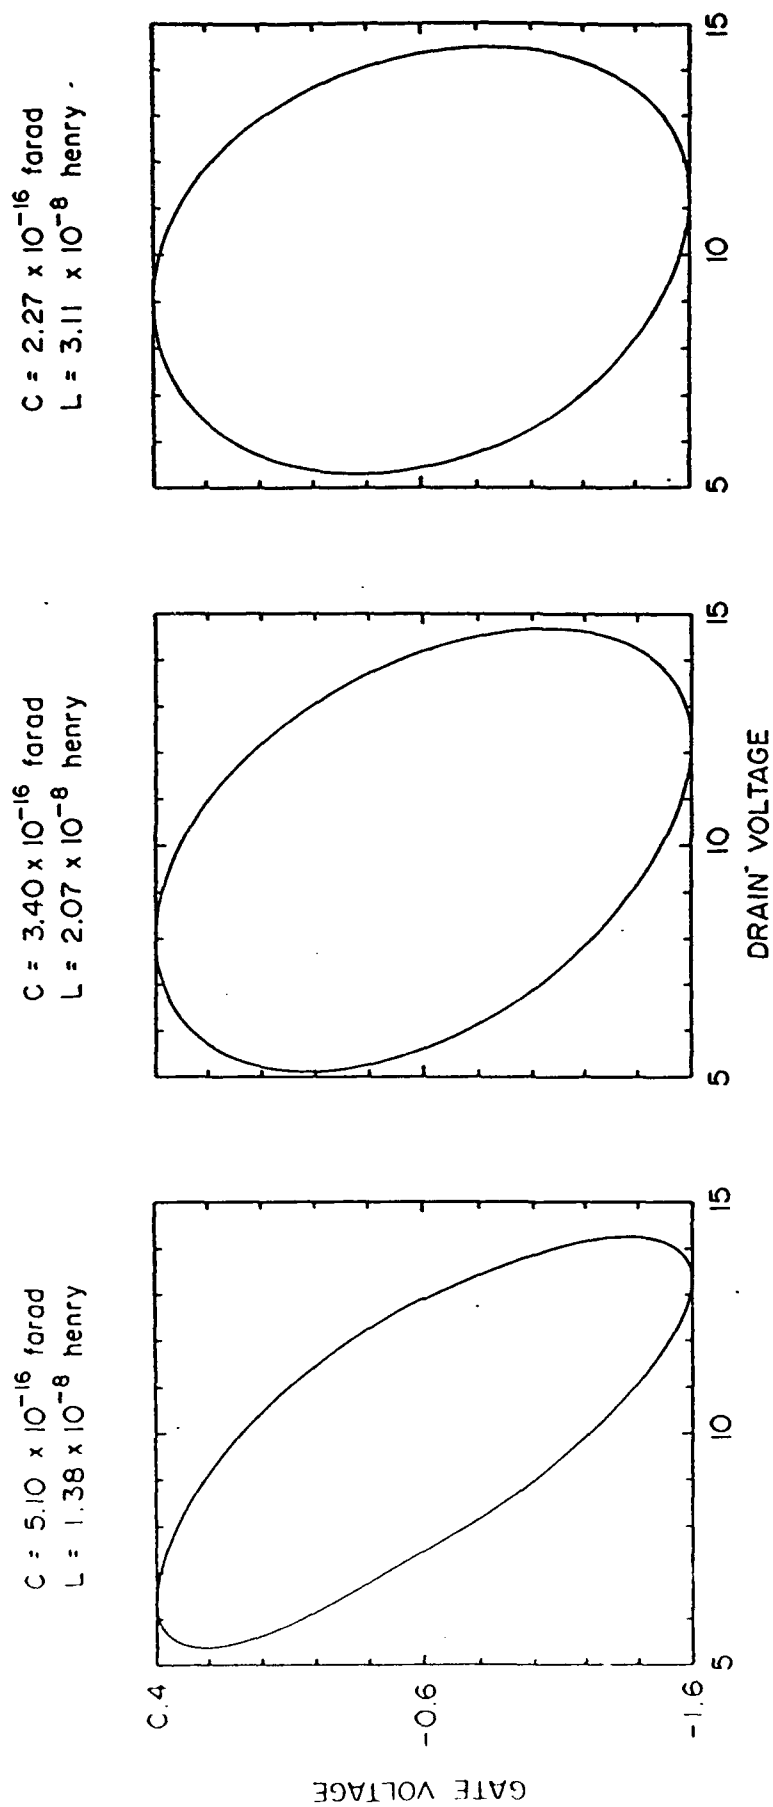 C = 5.10 x 10⁻¹⁶ farad
L = 1.38 x 10⁻⁸ henry
C = 3.40 x 10⁻¹⁶ farad
L = 2.07 x 10⁻⁸ henry
C = 2.27 x 10⁻¹⁶ farad
L = 3.11 x 10⁻⁸ henry
GATE VOLTAGE
0.4
-0.6
-1.6
5
10
15
5
10
15
5
10
15
DRAIN VOLTAGE